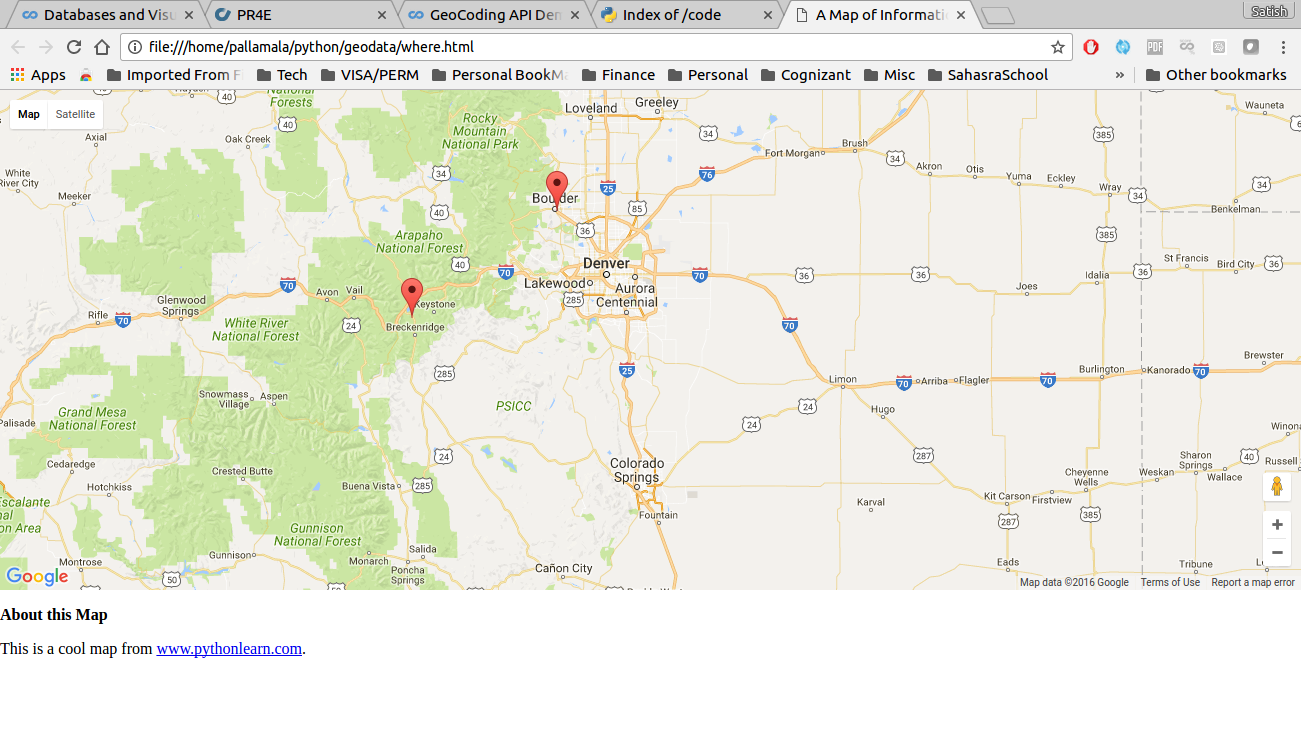 Databases and Visu
PR4E
GeoCoding API Den
Index of /code
A Map of Informati
Satish
file:///home/pallamala/python/geodata/where.html
PDF
Apps
Imported From F
Tech
VISA/PERM
Personal BookMa
Finance
Personal
Cognizant
Misc
SahasraSchool
»
Other bookmarks
Map
Satellite
National
Forests
40
40
Loveland
Greeley
Wauneta
Axial
Oak Creek
Rocky
Mountain
National Park
34
Fort Morgan
Brush
34
385
White
River City
Meeker
34
76
Akron
Otis
Yuma
Eckley
Wray
34
34
Boulder
25
85
Benkelman
40
36
385
Arapaho
National Forest
40
70
Denver
70
36
36
Idalia
36
St Francis
Bird City
36
Lakewood
Aurora
285
Centennial
Joes
70
Avon
Vail
Keystone
Glenwood
Springs
Rifle
70
24
Breckenridge
White River
National Forest
70
285
25
Brewster
Limon
70
Arriba
Flagler
70
Burlington
Kanorado
70
Snowmass
Village
Aspen
PSICC
24
Hugo
Grand Mesa
National Forest
24
Palisade
Winona
24
287
Colorado
Springs
Sharon
Springs
40
Russell
Cedaredge
Crested Butte
Cheyenne
Wells
Weskan
Wallace
Hotchkiss
Buena Vista
285
Kit Carson
Firstview
Escalante
Karval
Fountain
385
287
Gunnison
National Forest
Gunnison
Salida
Monarch
Poncha
Springs
Montrose
50
Cañon City
Eads
Tribune
Google
Map data ©2016 Google
Terms of Use
Report a map error
About this Map
This is a cool map from www.pythonlearn.com.